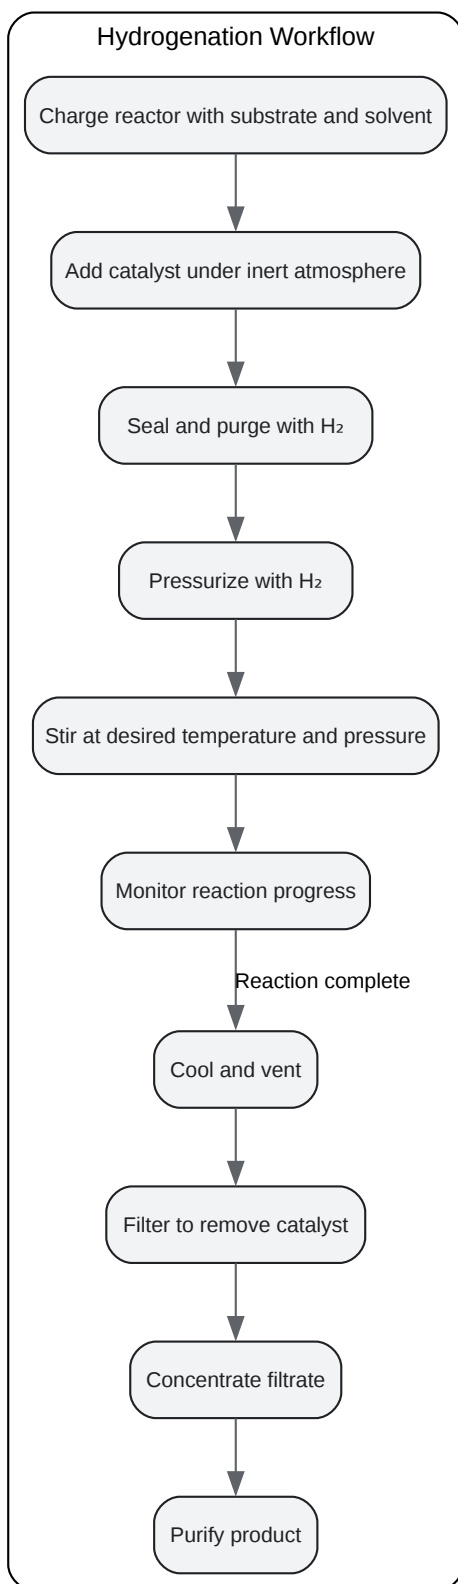 Hydrogenation Workflow
Charge reactor with substrate and solvent
Add catalyst under inert atmosphere
Seal and purge with H₂
Pressurize with H₂
Stir at desired temperature and pressure
Monitor reaction progress
Reaction complete
Cool and vent
Filter to remove catalyst
Concentrate filtrate
Purify product